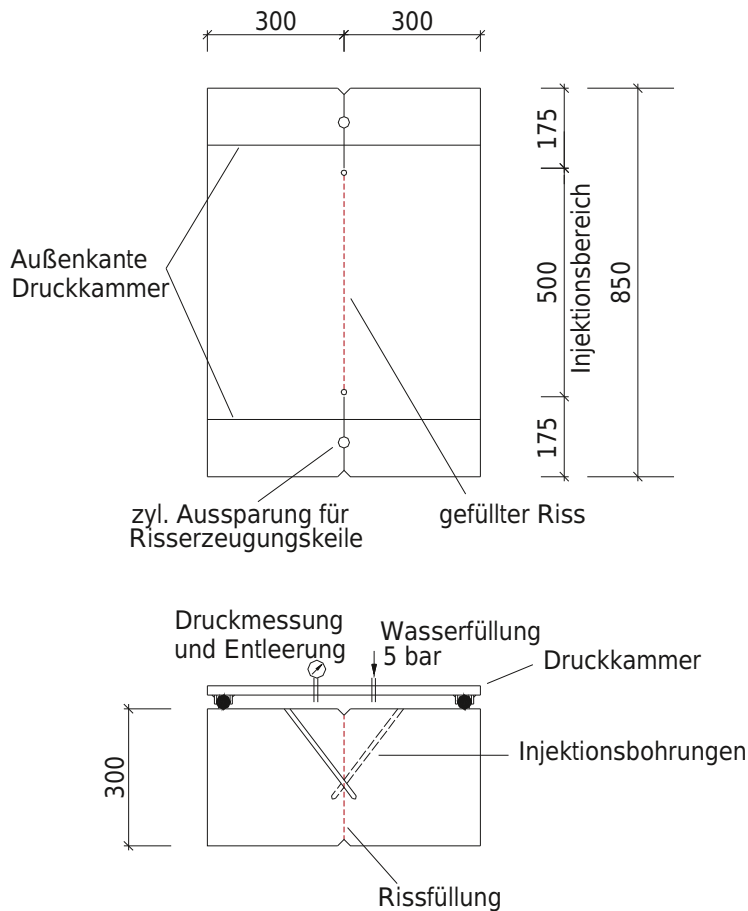 300
300
175
Injektionsbereich
500
850
175
Außenkante
Druckkammer
zyl. Aussparung für
Risserzeugungskeile
gefüllter Riss
Druckmessung
und Entleerung
Wasserfüllung
5 bar
Druckkammer
Injektionsbohrungen
300
Rissfüllung